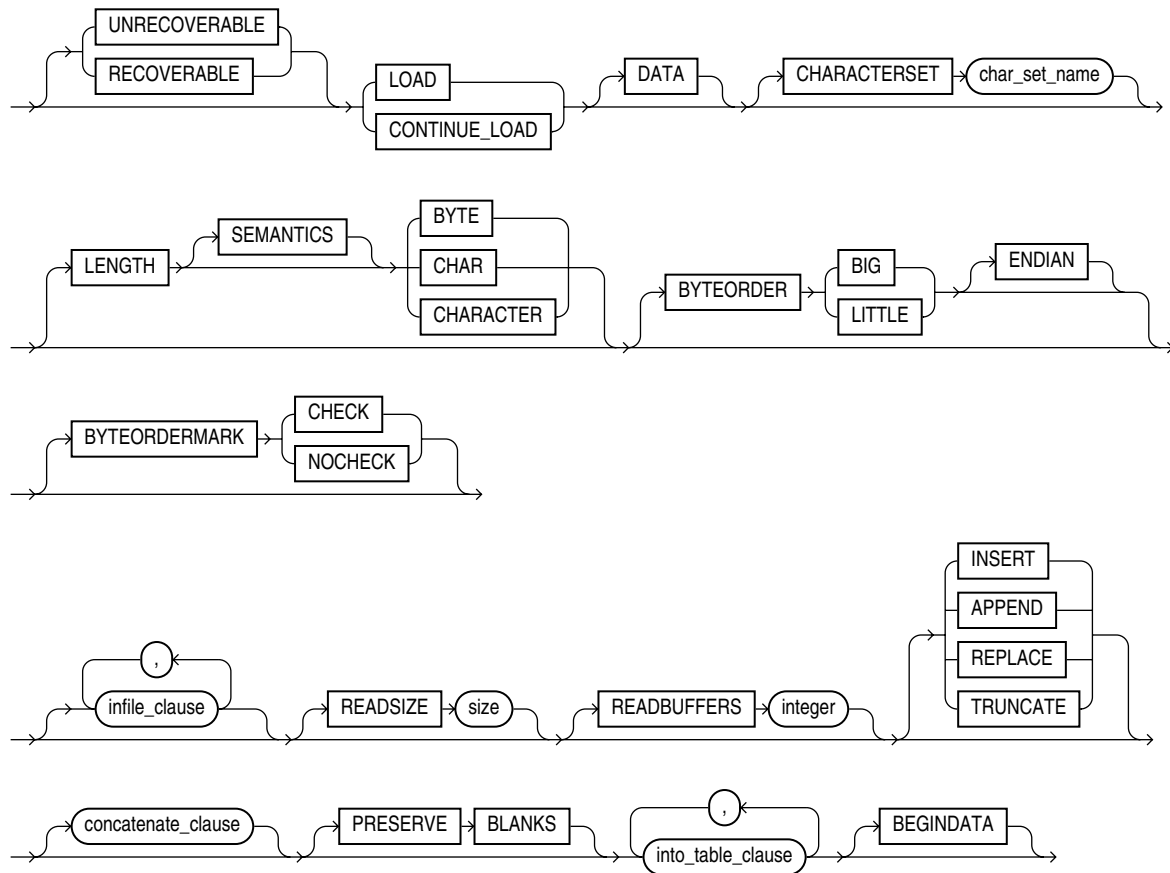 UNRECOVERABLE
RECOVERABLE
LOAD
CONTINUE_LOAD
DATA
CHARACTERSET char_set_name
LENGTH SEMANTICS
BYTE
CHAR
CHARACTER
BYTEORDER
BIG
LITTLE
ENDIAN
BYTEORDERMARK
CHECK
NOCHECK
,
infile_clause
READSIZE size
READBUFFERS integer
INSERT
APPEND
REPLACE
TRUNCATE
concatenate_clause
PRESERVE BLANKS
,
into_table_clause
BEGINDATA